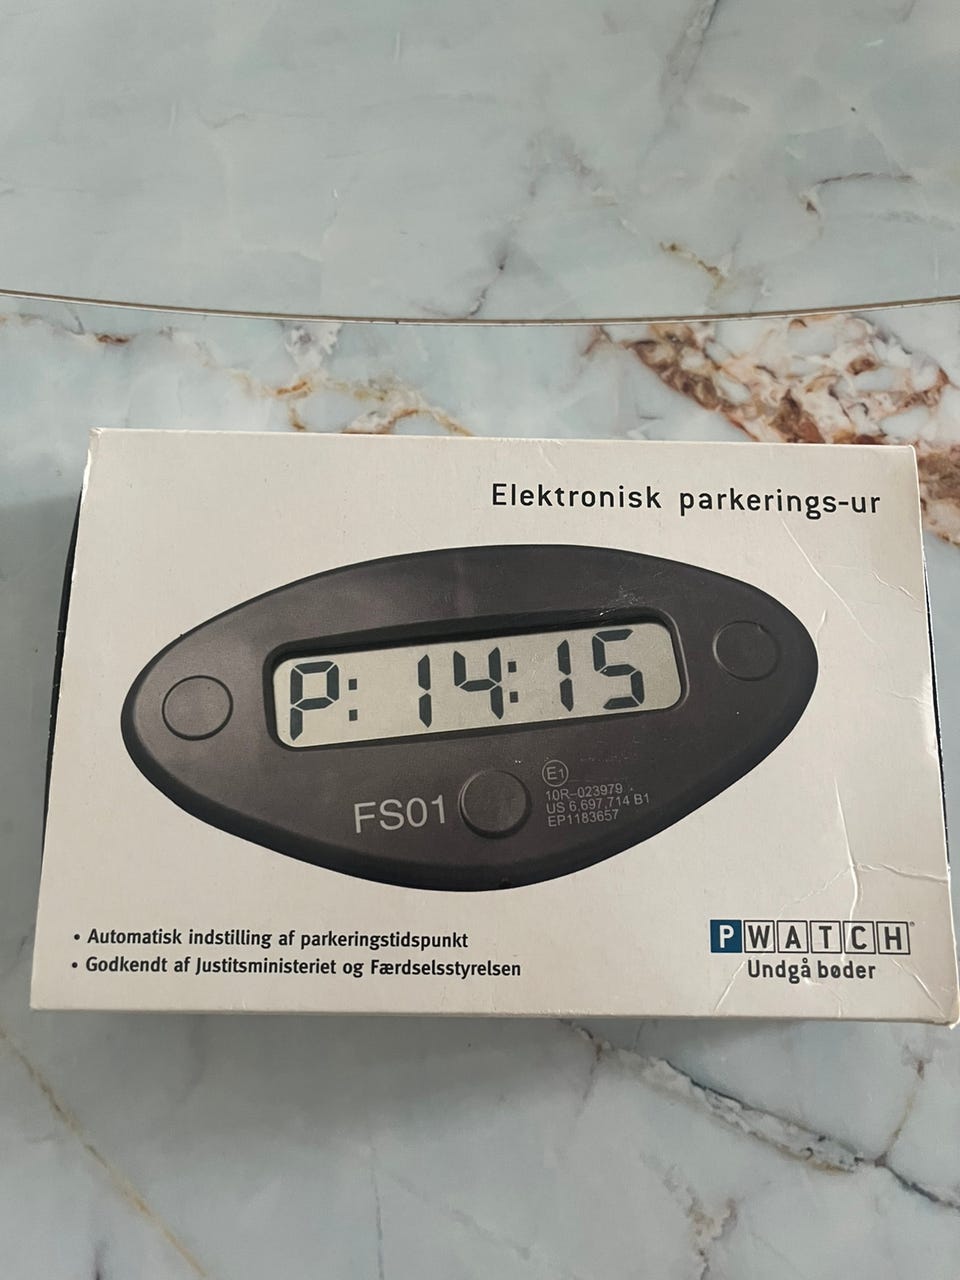 Elektronisk parkerings-ur
P: 14:15
FS01
E1
10R-023979
US 6,697,714 B1
EP1183657
• Automatisk indstilling af parkeringstidspunkt
• Godkendt af Justitsministeriet og Færdselsstyrelsen
PWATCH
Undgå bøder